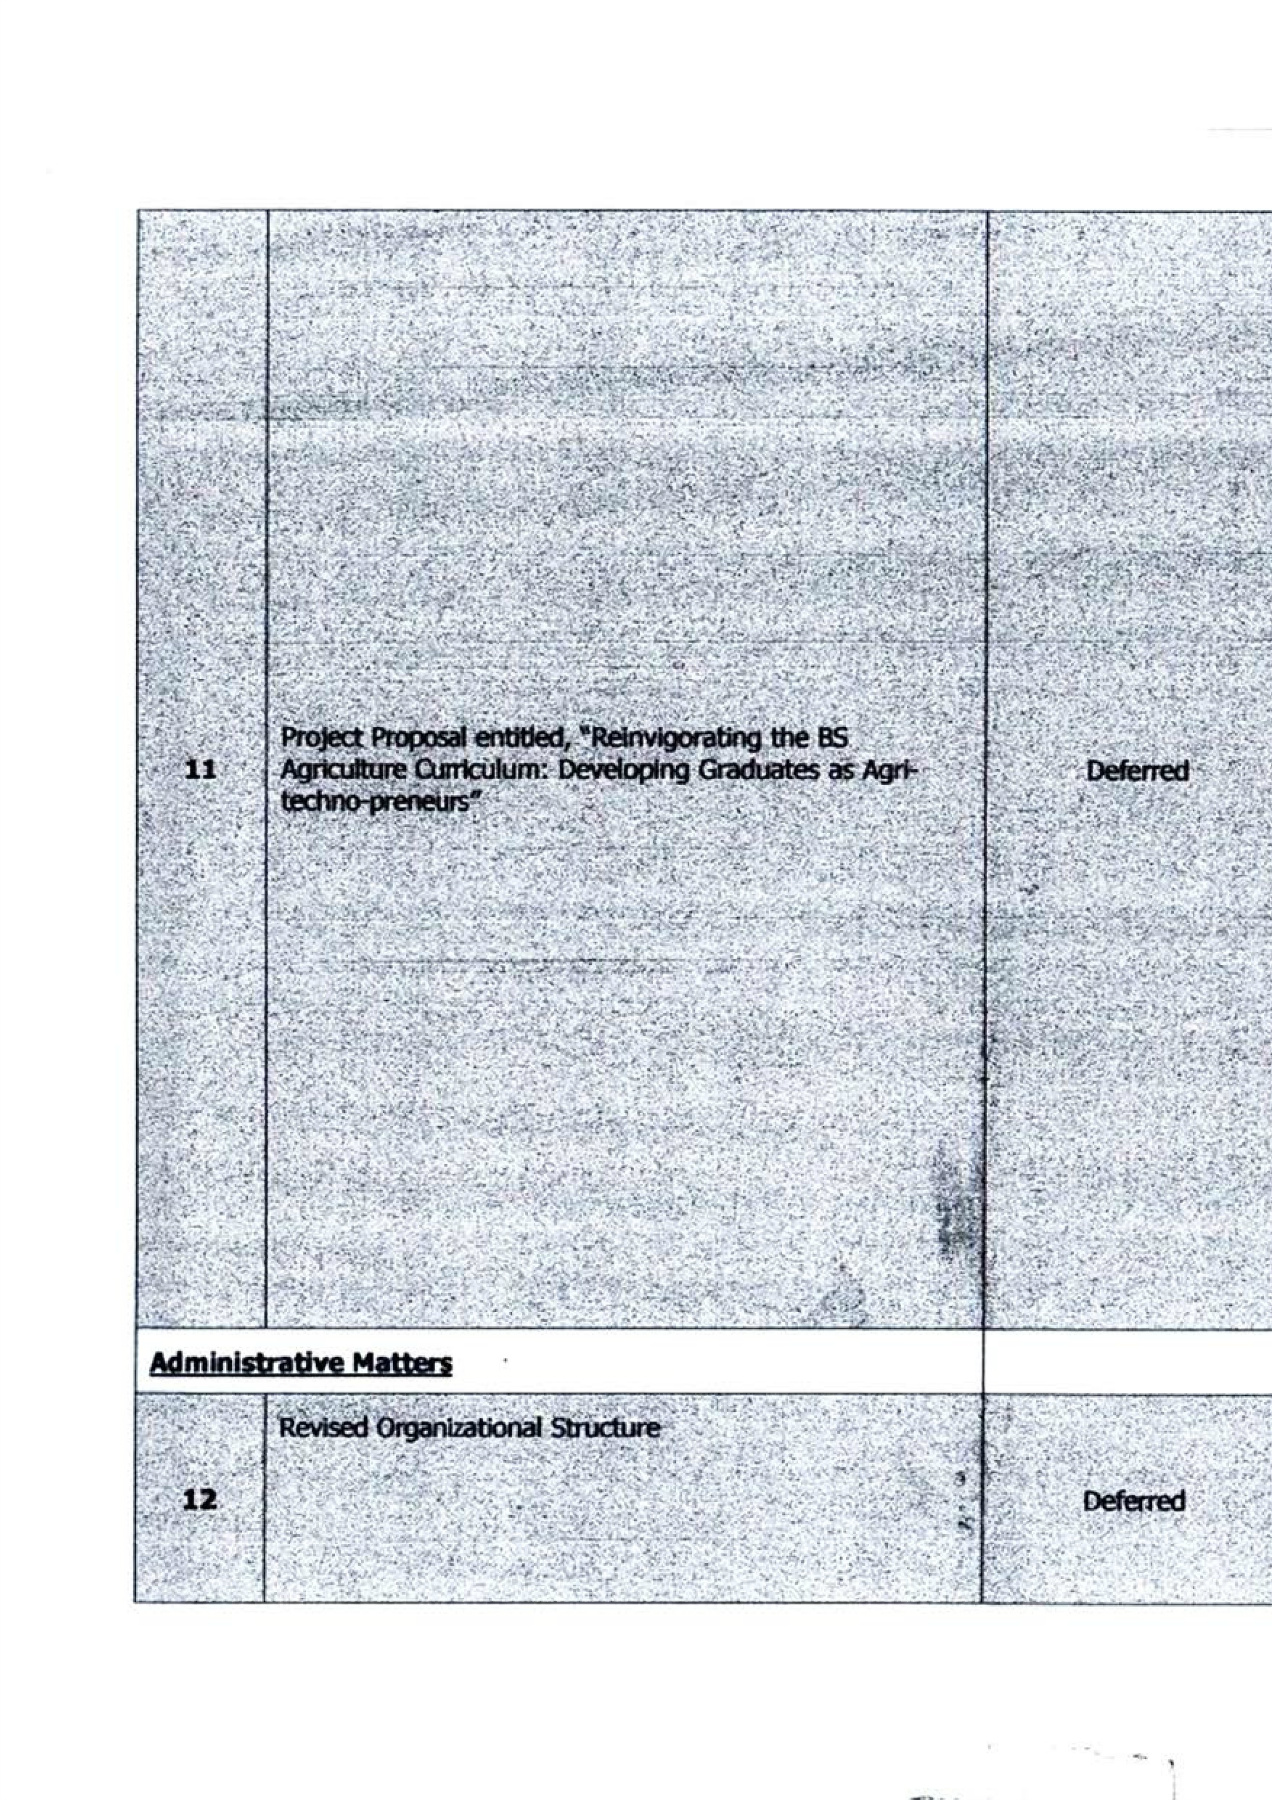 Project Proposal entitled, "Reinvigorating the BS
11 Agriculture Curriculum: Developing Graduates as Agri- Deferred
techno-preneurs"
Administrative Matters
Revised Organizational Structure
12 Deferred